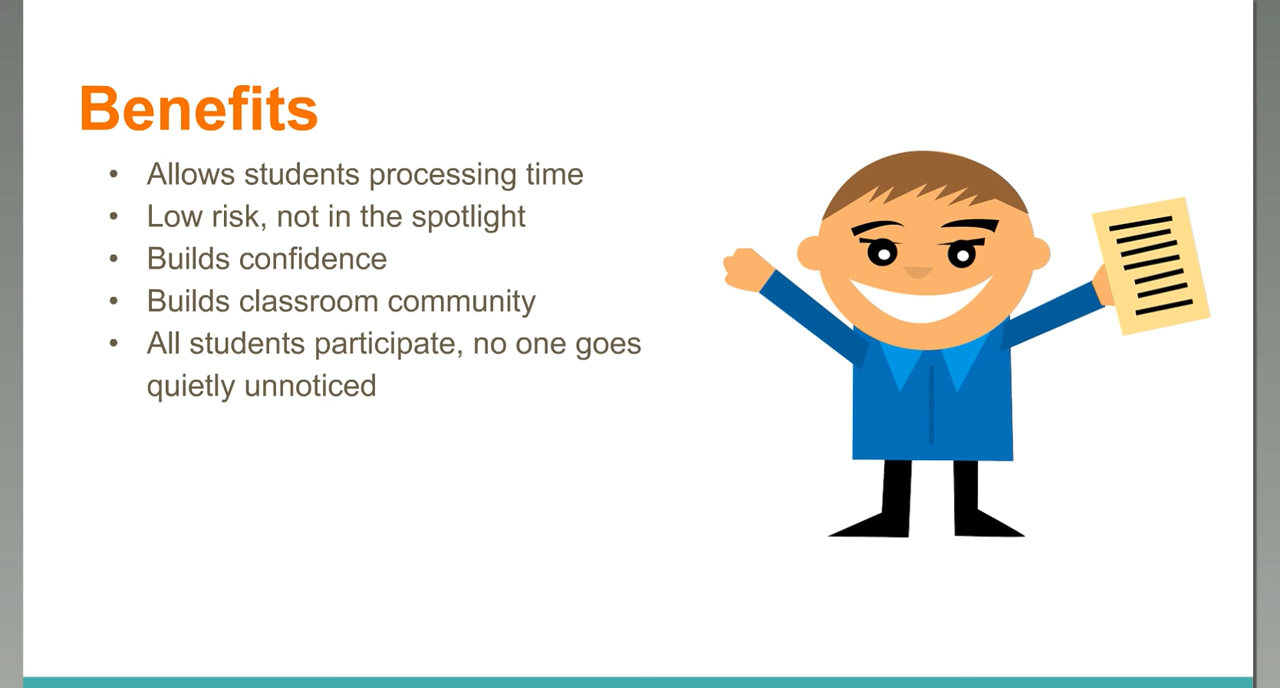 Benefits
• Allows students processing time
• Low risk, not in the spotlight
• Builds confidence
• Builds classroom community
• All students participate, no one goes
quietly unnoticed